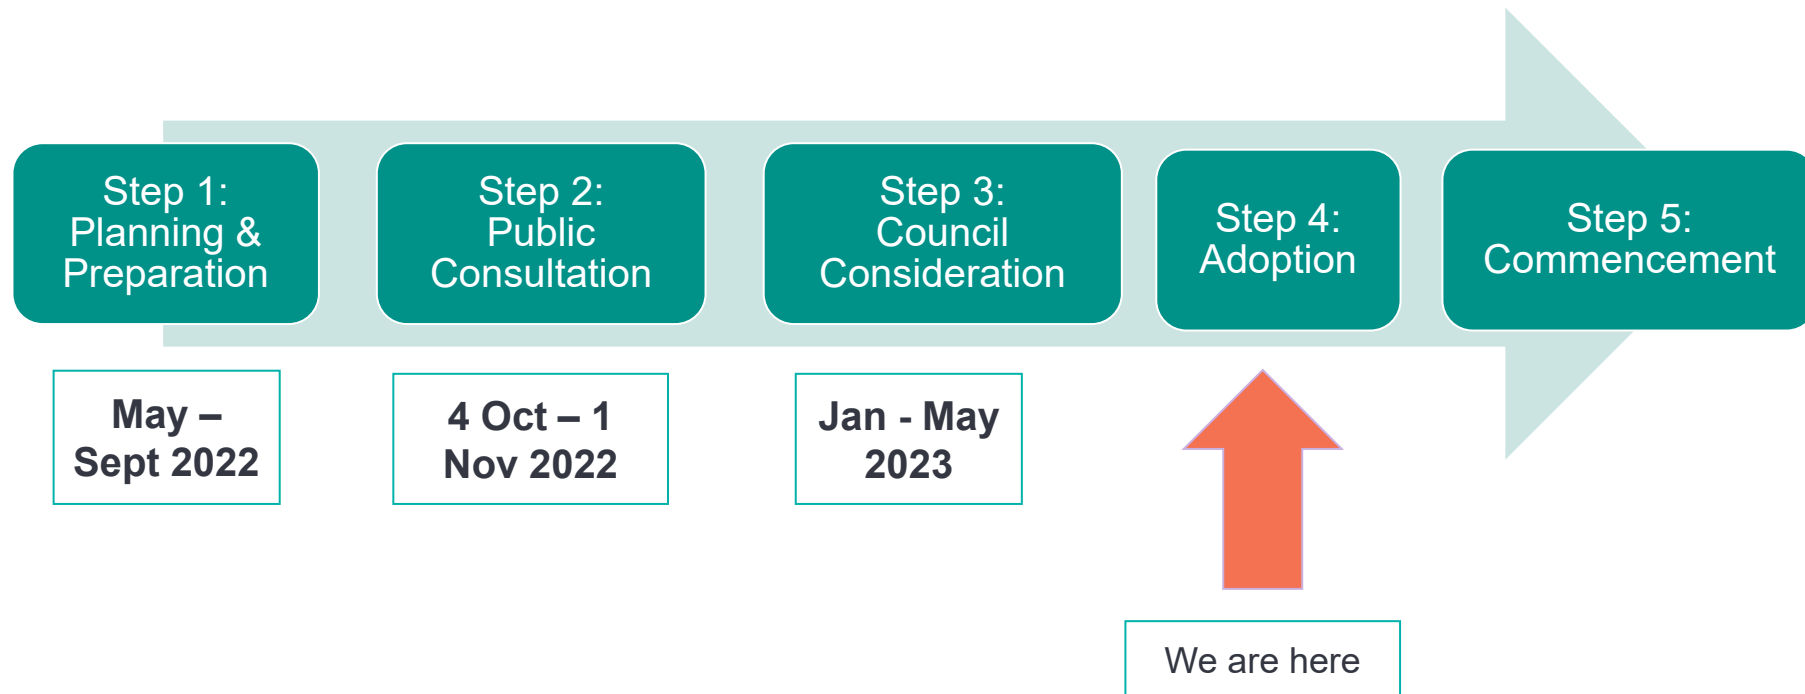 Step 1:
Planning &
Preparation
Step 2:
Public
Consultation
Step 3:
Council
Consideration
Step 4:
Adoption
Step 5:
Commencement
May –
Sept 2022
4 Oct – 1
Nov 2022
Jan - May
2023
We are here